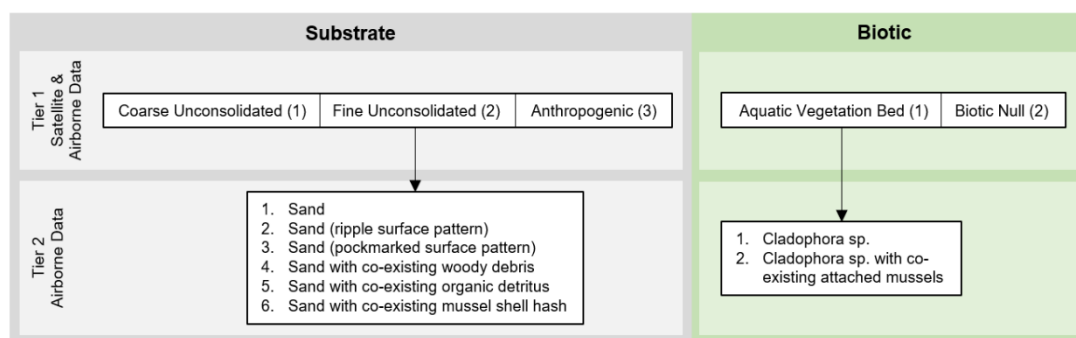 Substrate
Biotic
Tier 1
Satellite &
Airborne Data
Coarse Unconsolidated (1)
Fine Unconsolidated (2)
Anthropogenic (3)
Aquatic Vegetation Bed (1)
Biotic Null (2)
Tier 2
Airborne Data
1. Sand
2. Sand (ripple surface pattern)
3. Sand (pockmarked surface pattern)
4. Sand with co-existing woody debris
5. Sand with co-existing organic detritus
6. Sand with co-existing mussel shell hash
1. Cladophora sp.
2. Cladophora sp. with co-
existing attached mussels